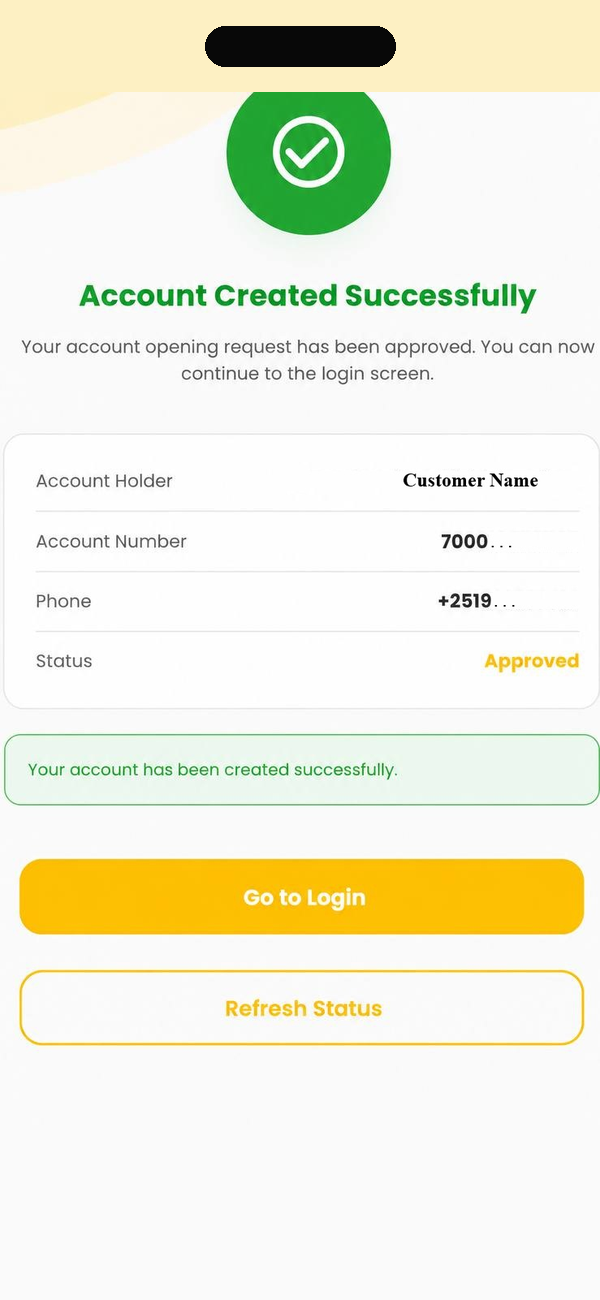 Account Created Successfully
Your account opening request has been approved. You can now
continue to the login screen.
Account Holder Customer Name
Account Number 7000...
Phone +2519...
Status Approved
Your account has been created successfully.
Go to Login
Refresh Status